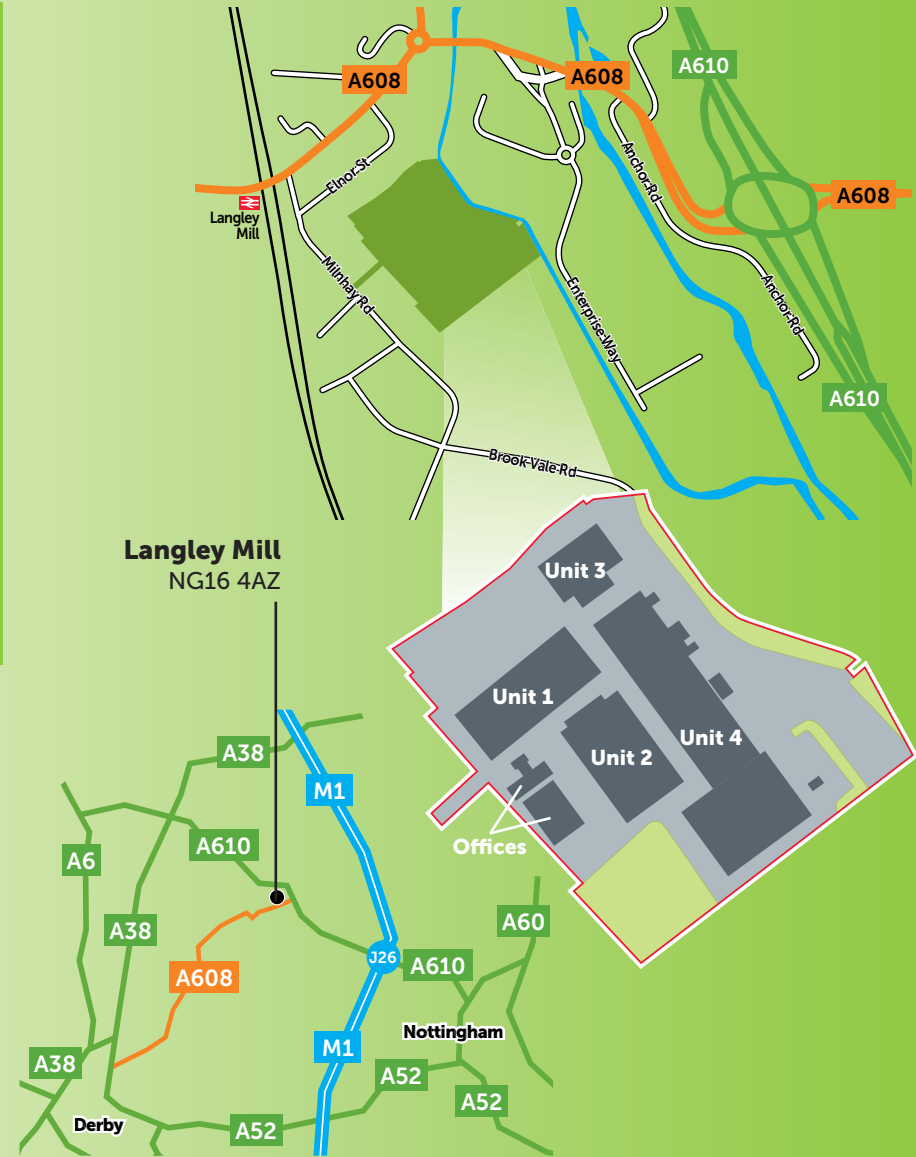 A610
A608
A608
Elnor St
Anchor Rd
A608
Langley
Mill
Milnhay Rd
Enterprise Way
Anchor Rd
A610
Brook Vale Rd
Langley Mill
NG16 4AZ
Unit 3
Unit 1
Unit 2
Unit 4
Offices
A38
M1
A610
A6
A38
A60
J26
A610
A608
Nottingham
M1
A38
A52
A52
Derby
A52